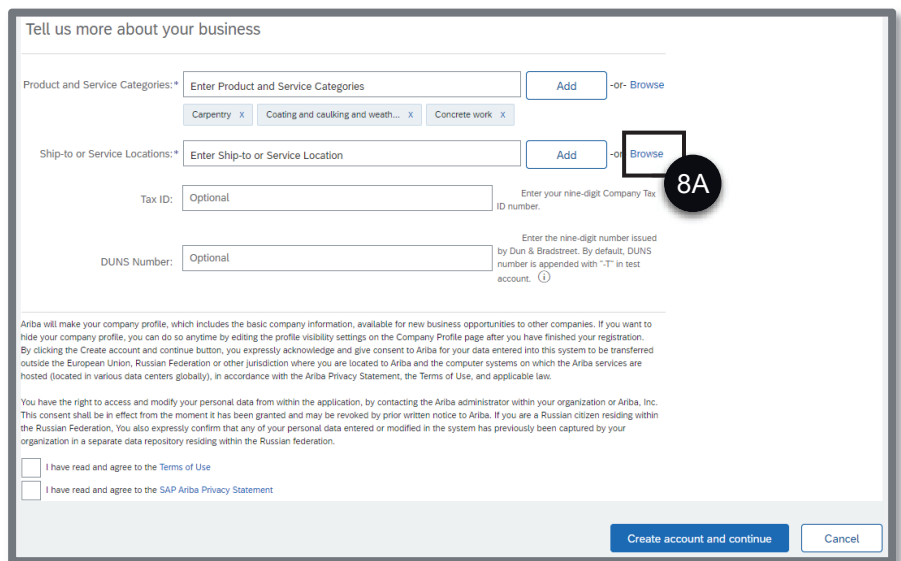 Tell us more about your business
Product and Service Categories:* Enter Product and Service Categories Add -or- Browse
Carpentry x Coating and caulking and weath... x Concrete work x
Ship-to or Service Locations:* Enter Ship-to or Service Location Add -or- Browse
8A
Tax ID: Optional Enter your nine-digit Company Tax
ID number.
Enter the nine-digit number issued
DUNS Number: Optional by Dun & Bradstreet. By default, DUNS
number is appended with "-T" in test
account.
Ariba will make your company profile, which includes the basic company information, available for new business opportunities to other companies. If you want to
hide your company profile, you can do so anytime by editing the profile visibility settings on the Company Profile page after you have finished your registration.
By clicking the Create account and continue button, you expressly acknowledge and give consent to Ariba for your data entered into this system to be transferred
outside the European Union, Russian Federation or other jurisdiction where you are located to Ariba and the computer systems on which the Ariba services are
hosted (located in various data centers globally), in accordance with the Ariba Privacy Statement, the Terms of Use, and applicable law.
You have the right to access and modify your personal data from within the application, by contacting the Ariba administrator within your organization or Ariba, Inc.
This consent shall be in effect from the moment it has been granted and may be revoked by prior written notice to Ariba. If you are a Russian citizen residing within
the Russian Federation, You also expressly confirm that any of your personal data entered or modified in the system has previously been captured by your
organization in a separate data repository residing within the Russian federation.
I have read and agree to the Terms of Use
I have read and agree to the SAP Ariba Privacy Statement
Create account and continue Cancel